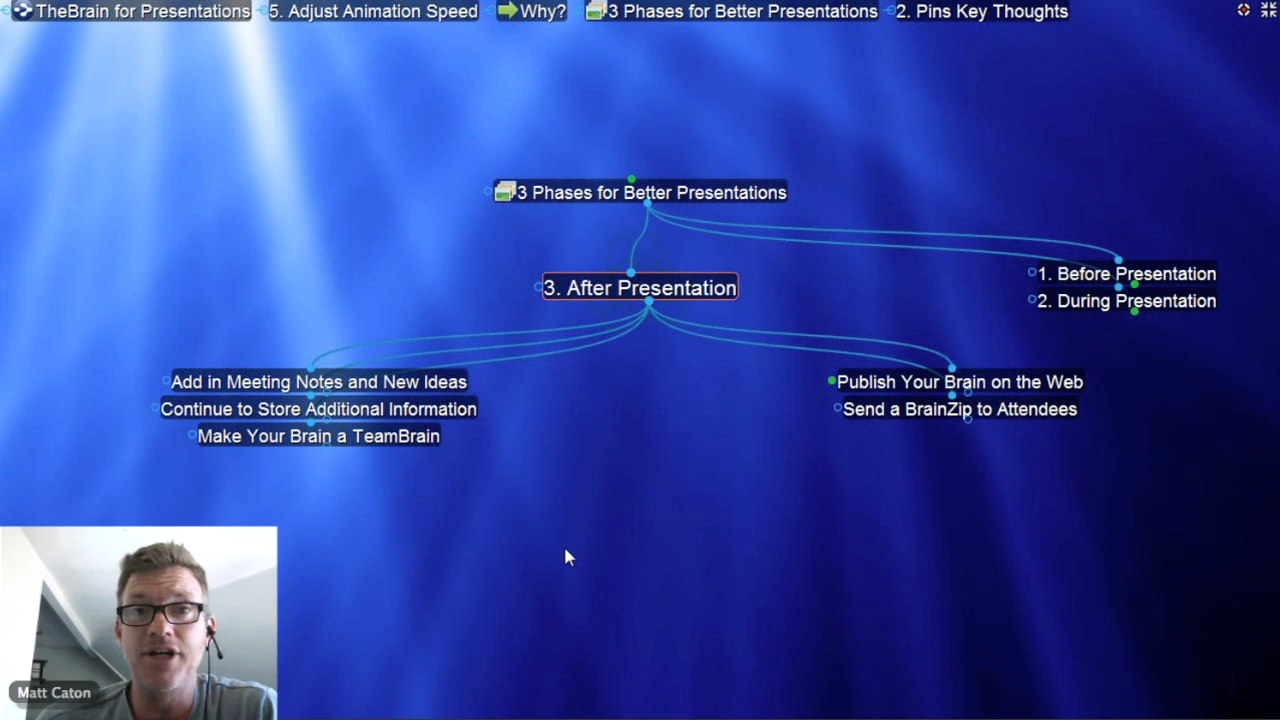 TheBrain for Presentations 5. Adjust Animation Speed Why? 3 Phases for Better Presentations 2. Pins Key Thoughts
3 Phases for Better Presentations
1. Before Presentation
3. After Presentation
2. During Presentation
Add in Meeting Notes and New Ideas
Continue to Store Additional Information
Make Your Brain a TeamBrain
Publish Your Brain on the Web
Send a BrainZip to Attendees
Matt Caton